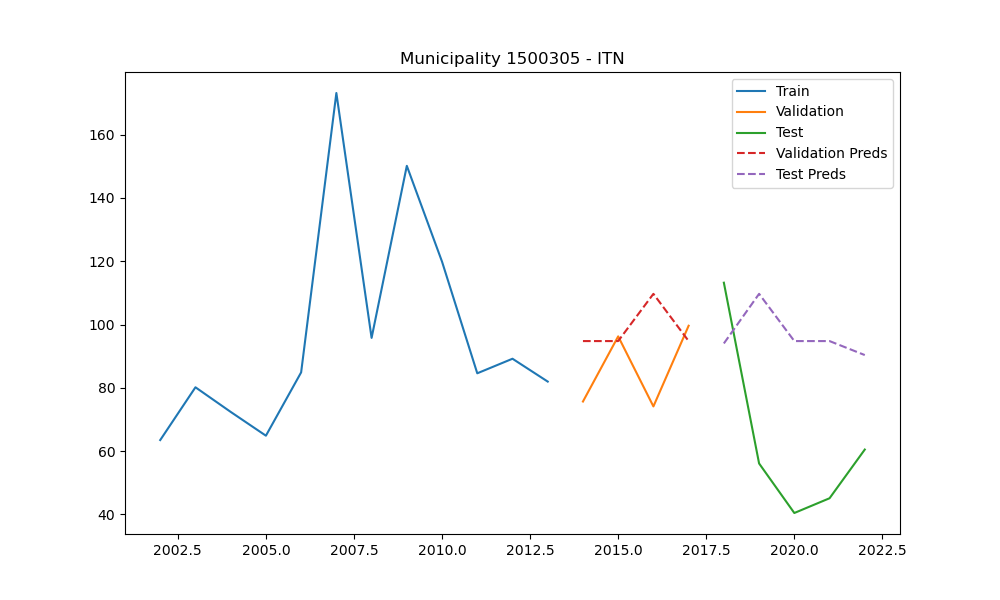 Municipality 1500305 - ITN
Train
Validation
Test
Validation Preds
Test Preds
160
140
120
100
80
60
40
2002.5 2005.0 2007.5 2010.0 2012.5 2015.0 2017.5 2020.0 2022.5